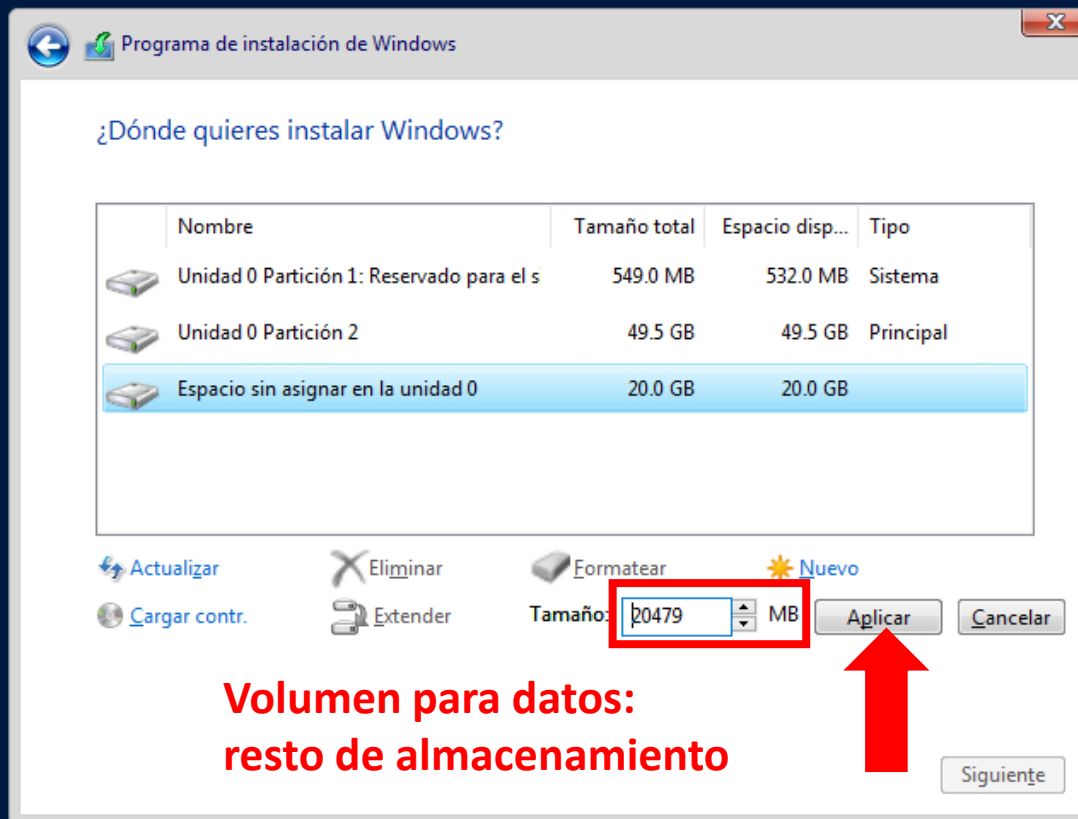 Programa de instalación de Windows
¿Dónde quieres instalar Windows?
Nombre Tamaño total Espacio disp... Tipo
Unidad 0 Partición 1: Reservado para el s 549.0 MB 532.0 MB Sistema
Unidad 0 Partición 2 49.5 GB 49.5 GB Principal
Espacio sin asignar en la unidad 0 20.0 GB 20.0 GB
Actualizar Eliminar Formatear Nuevo
Cargar contr. Extender Tamaño: 20479 MB Aplicar Cancelar
Volumen para datos:
resto de almacenamiento
Siguiente